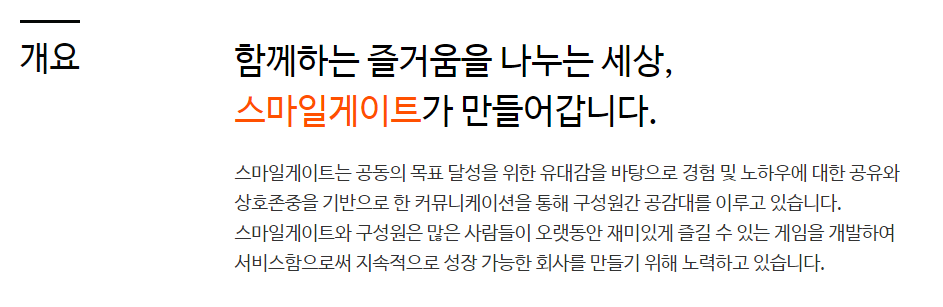 개요
함께하는 즐거움을 나누는 세상,
스마일게이트가 만들어갑니다.
스마일게이트는 공동의 목표 달성을 위한 유대감을 바탕으로 경험 및 노하우에 대한 공유와
상호존중을 기반으로 한 커뮤니케이션을 통해 구성원간 공감대를 이루고 있습니다.
스마일게이트와 구성원은 많은 사람들이 오랫동안 재미있게 즐길 수 있는 게임을 개발하여
서비스함으로써 지속적으로 성장 가능한 회사를 만들기 위해 노력하고 있습니다.